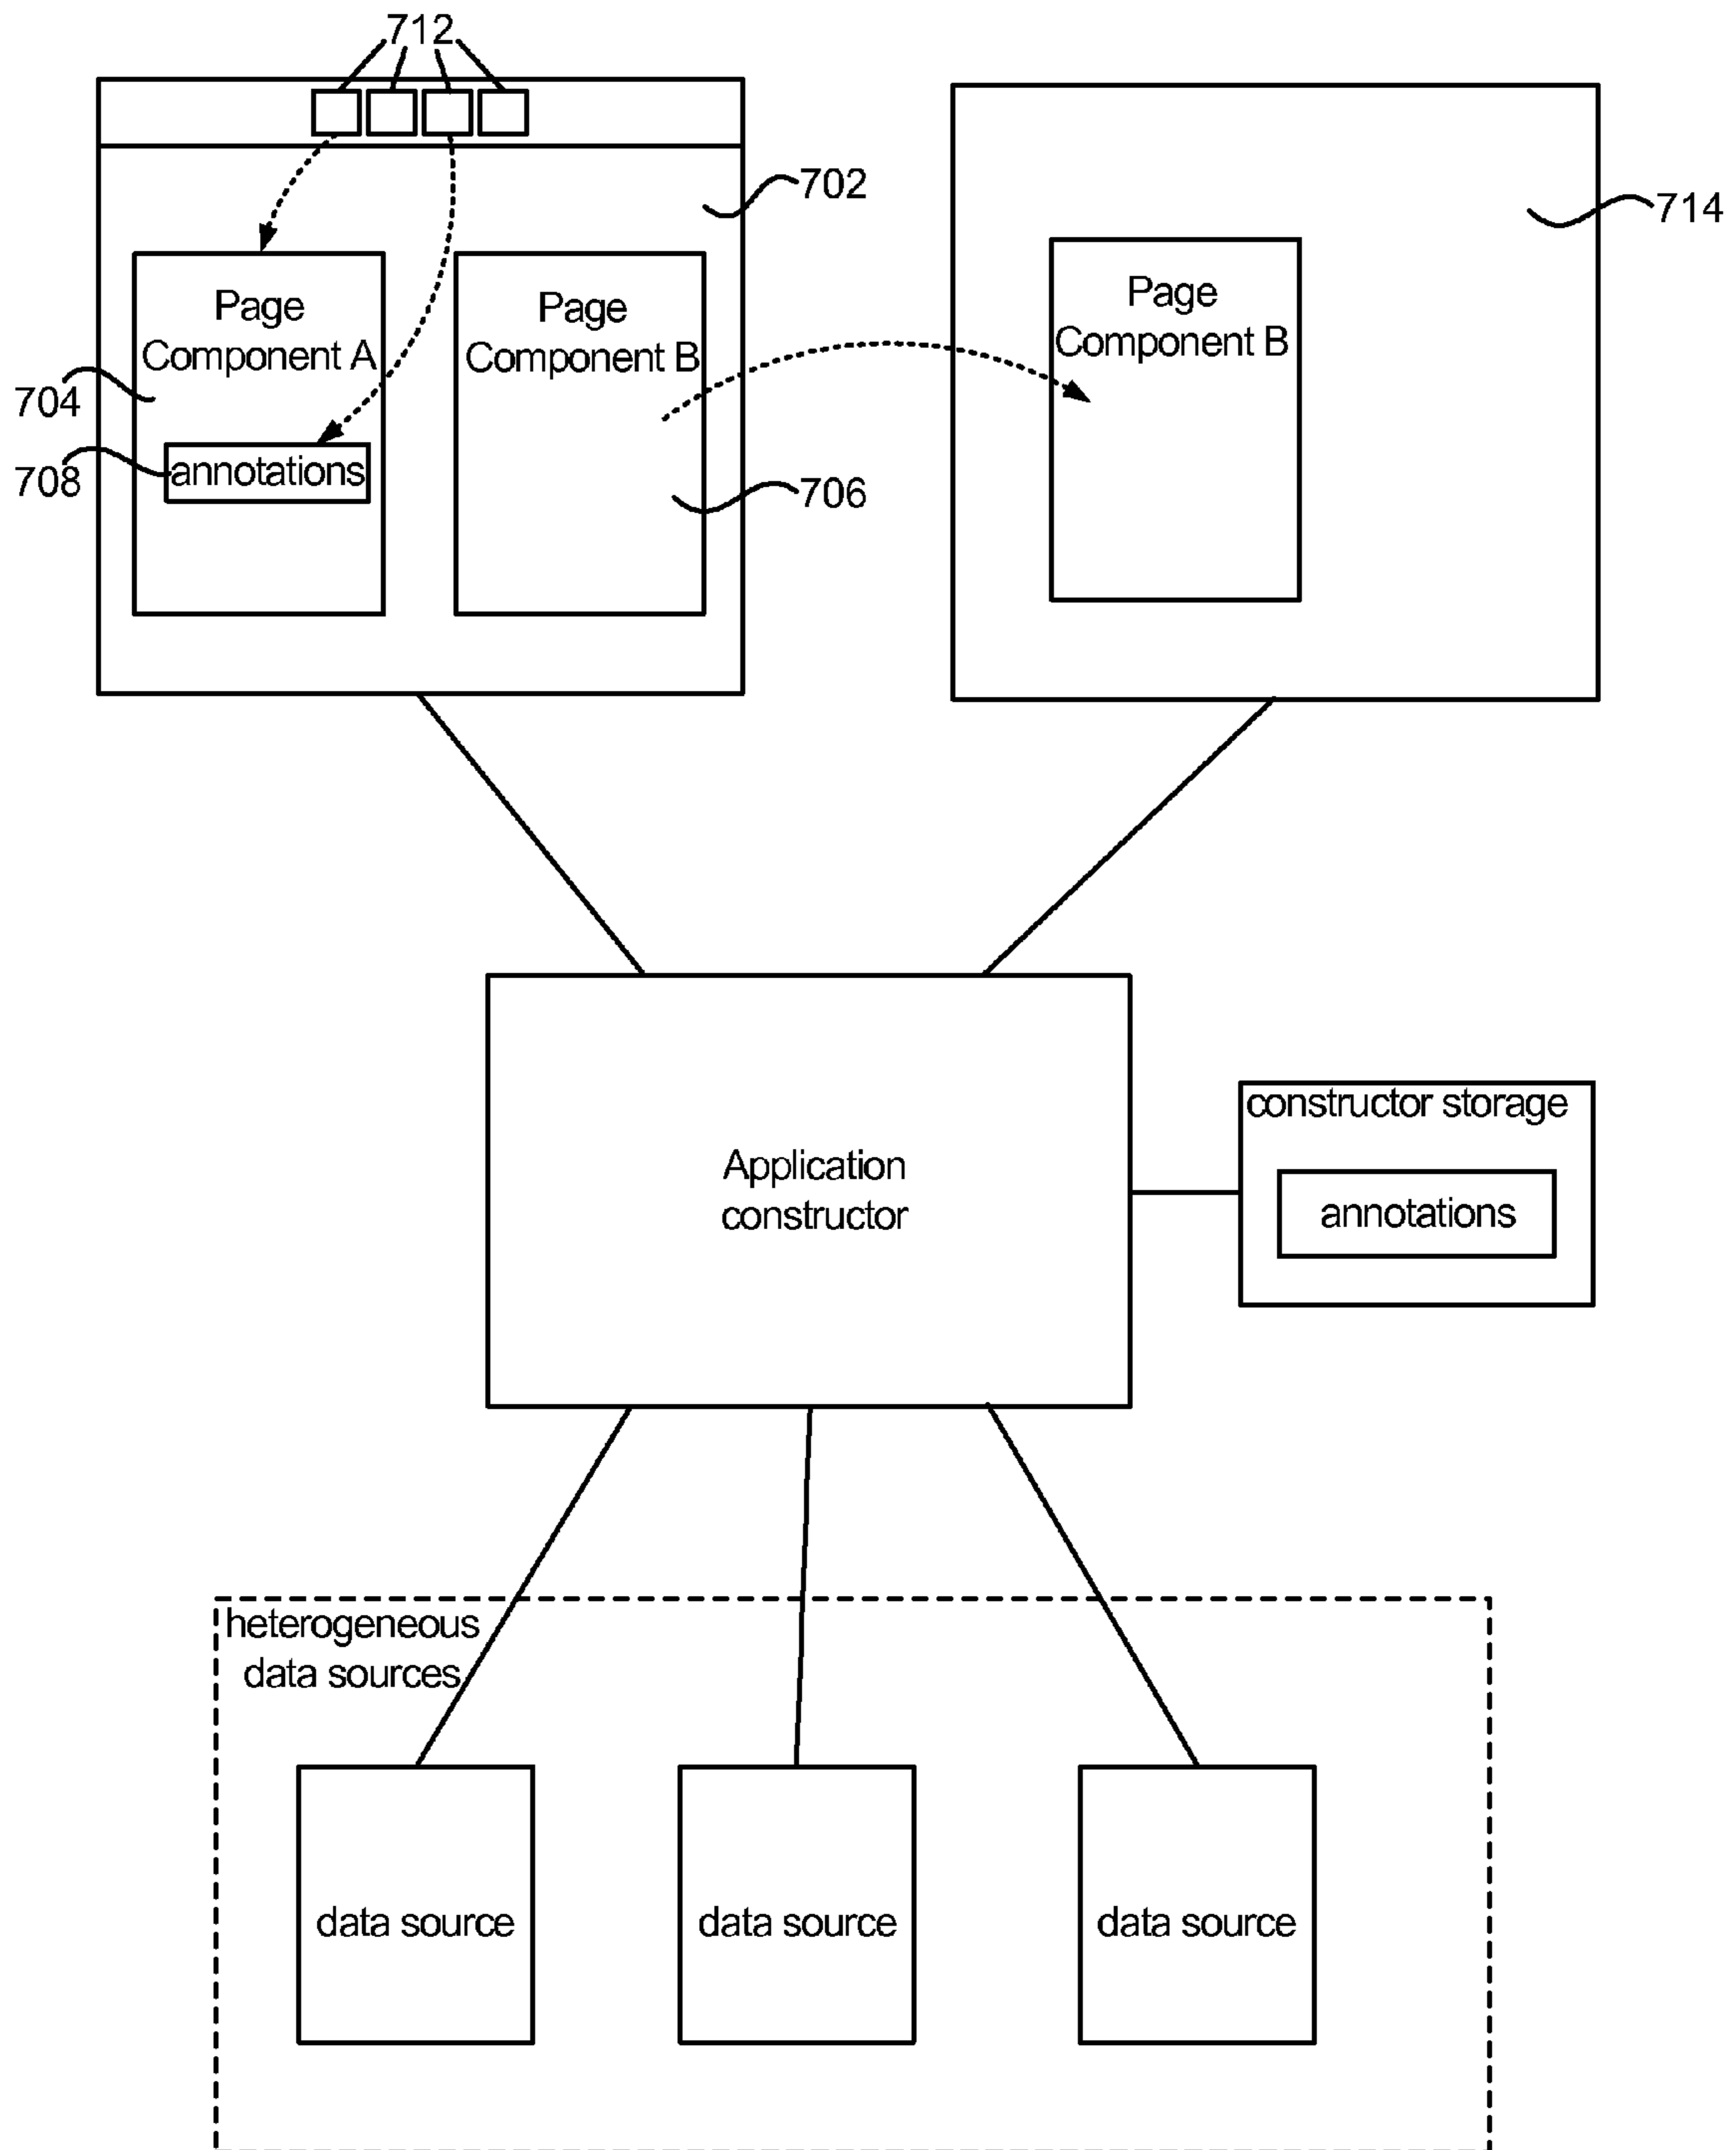 712
702
714
Page
Component A
Page
Component B
Page
Component B
704
708
annotations
706
Application
constructor
constructor storage
annotations
heterogeneous
data sources
data source
data source
data source